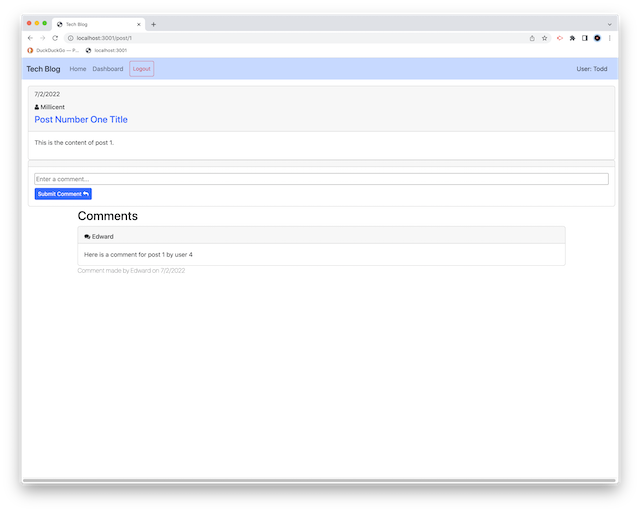 Tech Blog
localhost:3001/post/1
DuckDuckGo — P...
localhost:3001
Tech Blog Home Dashboard Logout User: Todd
7/2/2022
Millicent
Post Number One Title
This is the content of post 1.
Enter a comment...
Submit Comment
Comments
Edward
Here is a comment for post 1 by user 4
Comment made by Edward on 7/2/2022